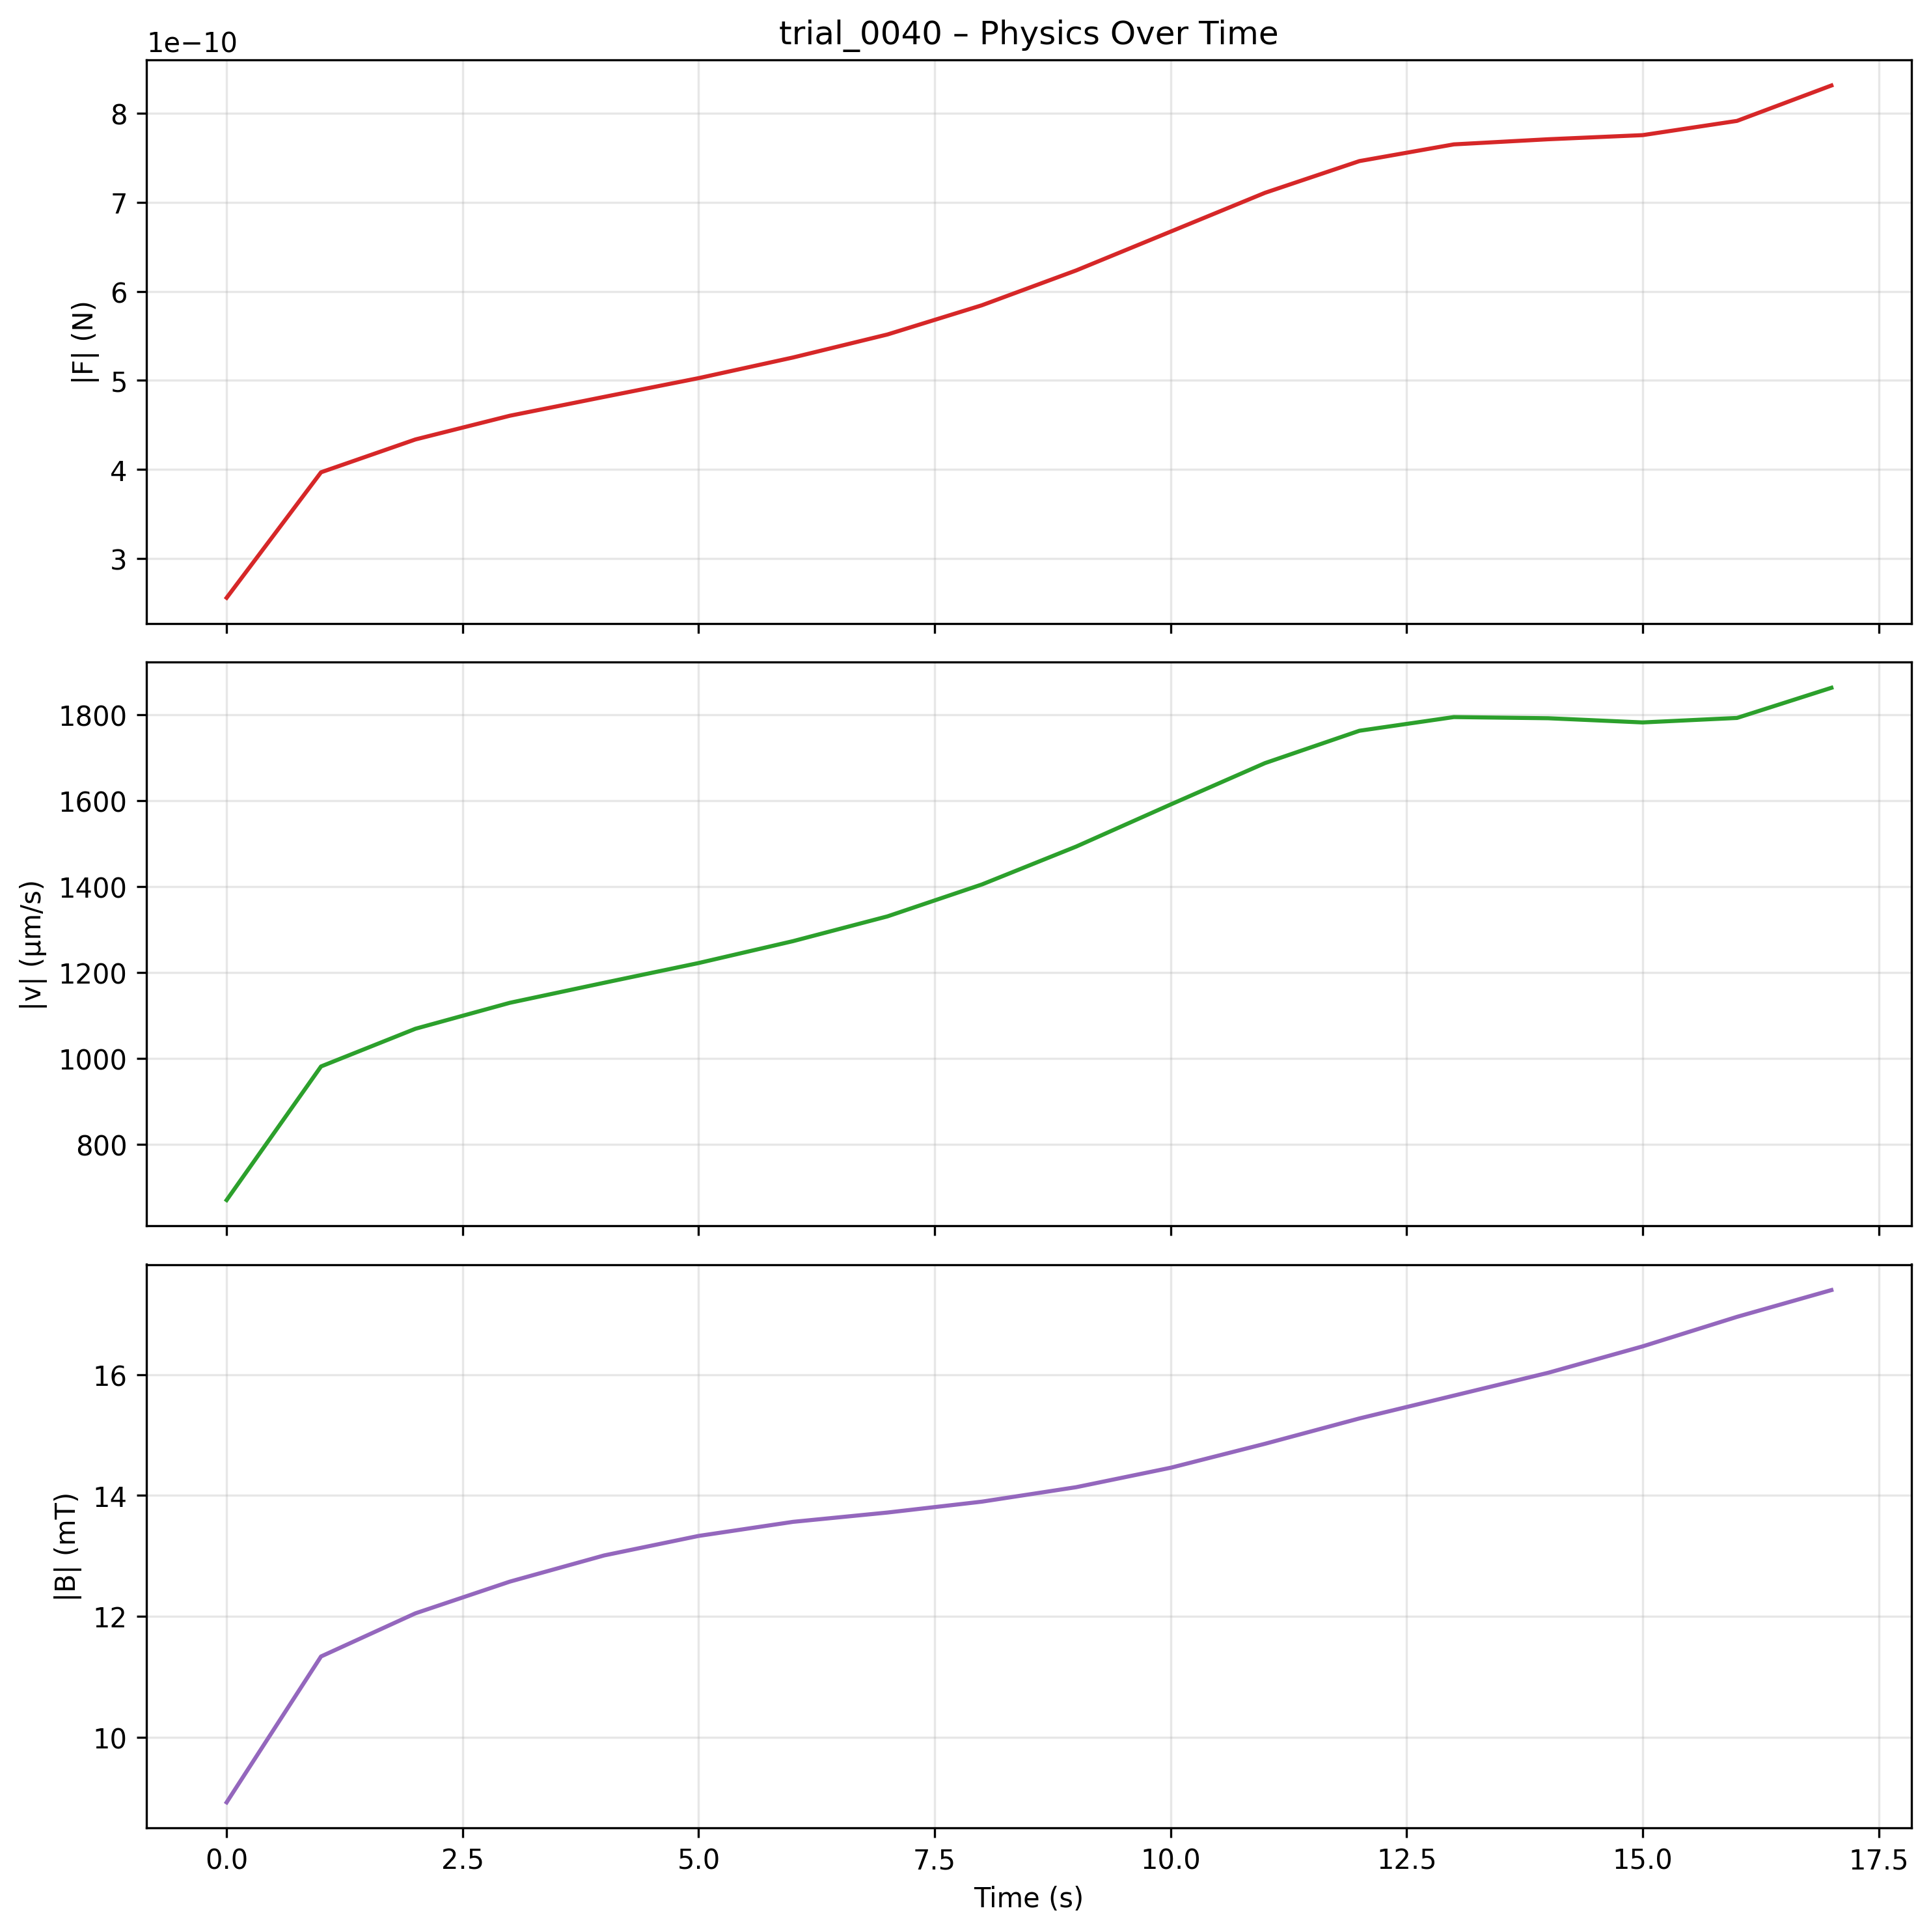 trial_0040 – Physics Over Time
1e−10
8
7
6
5
4
3
|F| (N)
1800
1600
1400
1200
1000
800
|v| (µm/s)
16
14
12
10
|B| (mT)
0.0 2.5 5.0 7.5 10.0 12.5 15.0 17.5
Time (s)